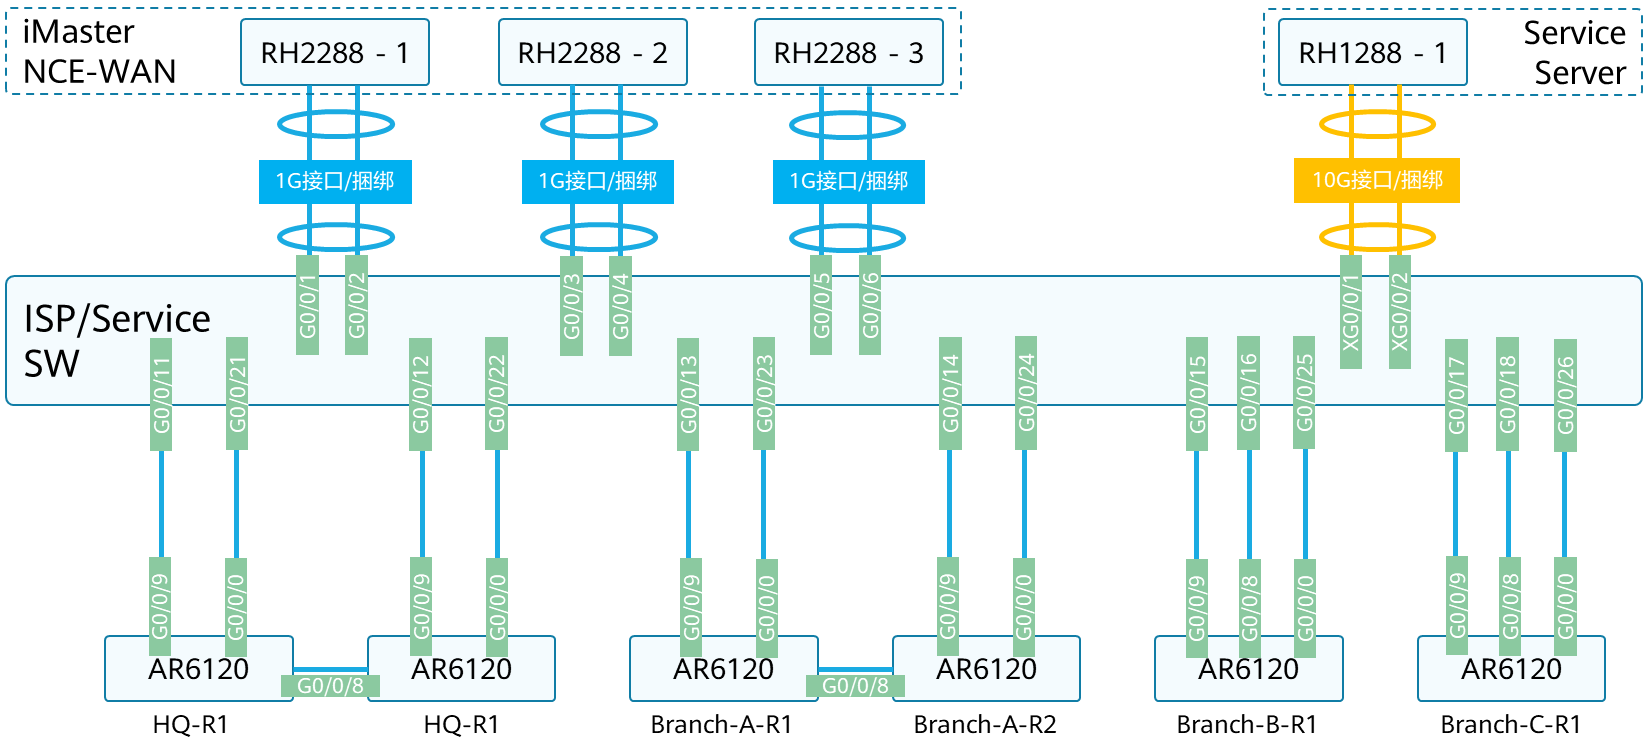 iMaster
NCE-WAN
RH2288 - 1
RH2288 - 2
RH2288 - 3
RH1288 - 1
Service
Server
1G接口/捆绑
1G接口/捆绑
1G接口/捆绑
10G接口/捆绑
G0/0/1
G0/0/2
G0/0/3
G0/0/4
G0/0/5
G0/0/6
XG0/0/1
XG0/0/2
ISP/Service
SW
G0/0/11
G0/0/21
G0/0/12
G0/0/22
G0/0/13
G0/0/23
G0/0/14
G0/0/24
G0/0/15
G0/0/16
G0/0/25
G0/0/17
G0/0/18
G0/0/26
G0/0/9
G0/0/0
G0/0/9
G0/0/0
G0/0/9
G0/0/0
G0/0/9
G0/0/0
G0/0/9
G0/0/8
G0/0/0
G0/0/9
G0/0/8
G0/0/0
AR6120
AR6120
AR6120
AR6120
AR6120
AR6120
G0/0/8
G0/0/8
HQ-R1
HQ-R1
Branch-A-R1
Branch-A-R2
Branch-B-R1
Branch-C-R1